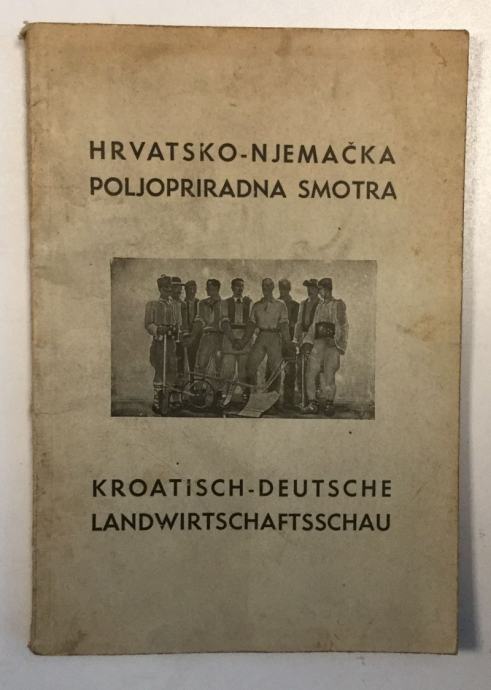 HRVATSKO-NJEMAČKA
POLJOPRIRADNA SMOTRA
KROATiSCH-DEUTSCHE
LANDWIRTSCHAFTSSCHAU